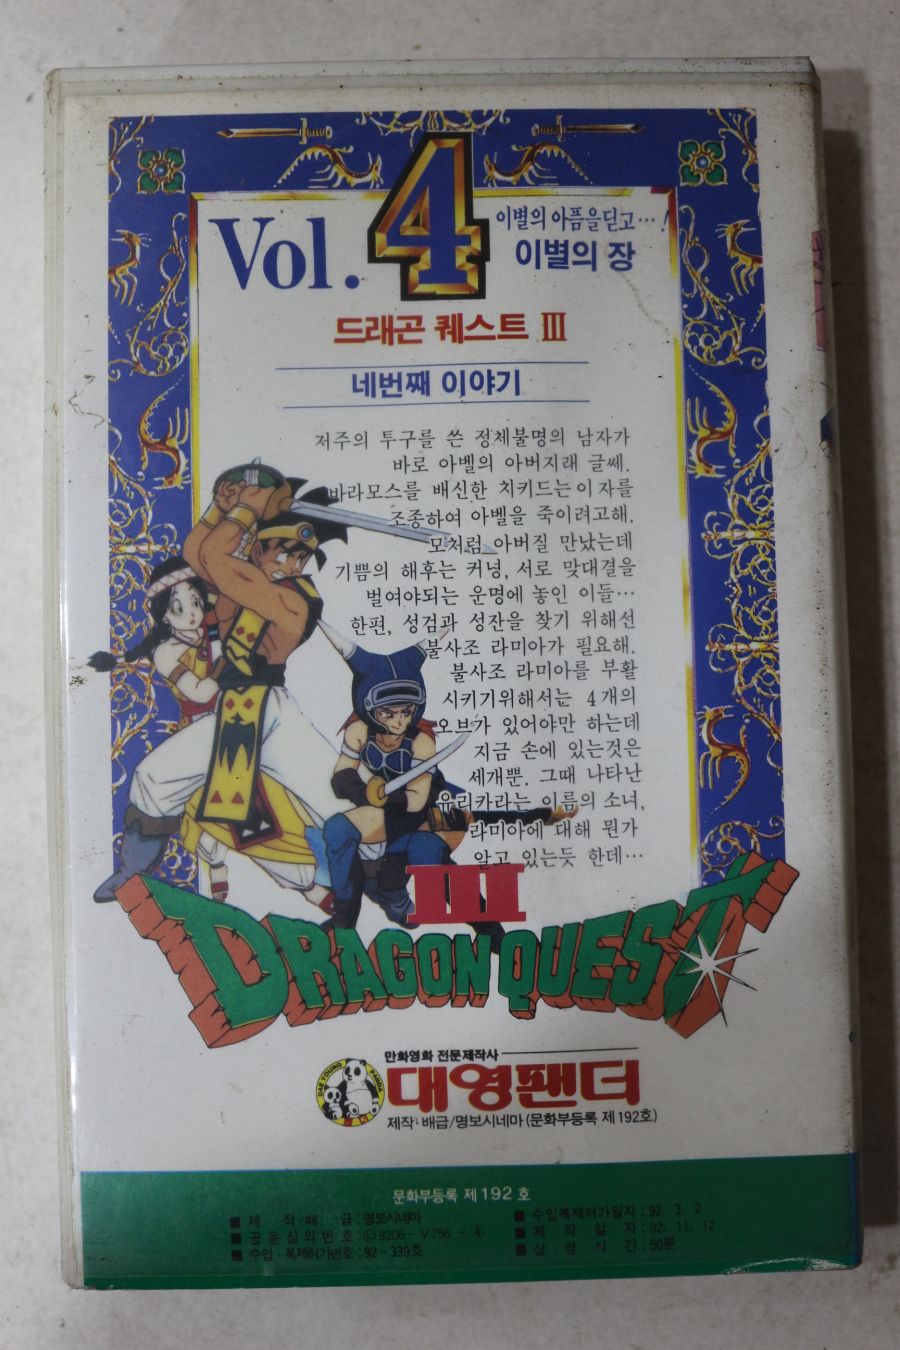 Vol. 4
이별의 아픔을 딛고…!
이별의 장
드래곤 퀘스트 III
네번째 이야기
저주의 투구를 쓴 정체불명의 남자가
바로 아벨의 아버지래 글쎄.
바라모스를 배신한 치키드는 이 자를
조종하여 아벨을 죽이려고해.
모처럼 아버질 만났는데
기쁨의 해후는 커녕, 서로 맞대결을
벌여야되는 운명에 놓인 이들…
한편, 성검과 성잔을 찾기 위해선
불사조 라미아가 필요해.
불사조 라미아를 부활
시키기위해서는 4개의
오브가 있어야만 하는데
지금 손에 있는것은
세개뿐. 그때 나타난
유리카라는 이름의 소녀,
라미아에 대해 뭔가
알고 있는듯 한데…
III
DRAGON QUEST
만화영화 전문제작사
DAE YOUNG PANDA
대영팬더
제작·배급/명보시네마 (문화부등록 제192호)
문화부등록 제 192 호
■ 제 작·배 급 : 명보시네마
■ 공 윤 심 의 번 호 : ㉡ 9206 - V756 - ④
■ 수입·복제허가번호 : 92-339호
■ 수입복제허가일자 : 92. 3. 2
■ 제 작 일 자 : 92. 11. 12
■ 상 영 시 간 : 50분